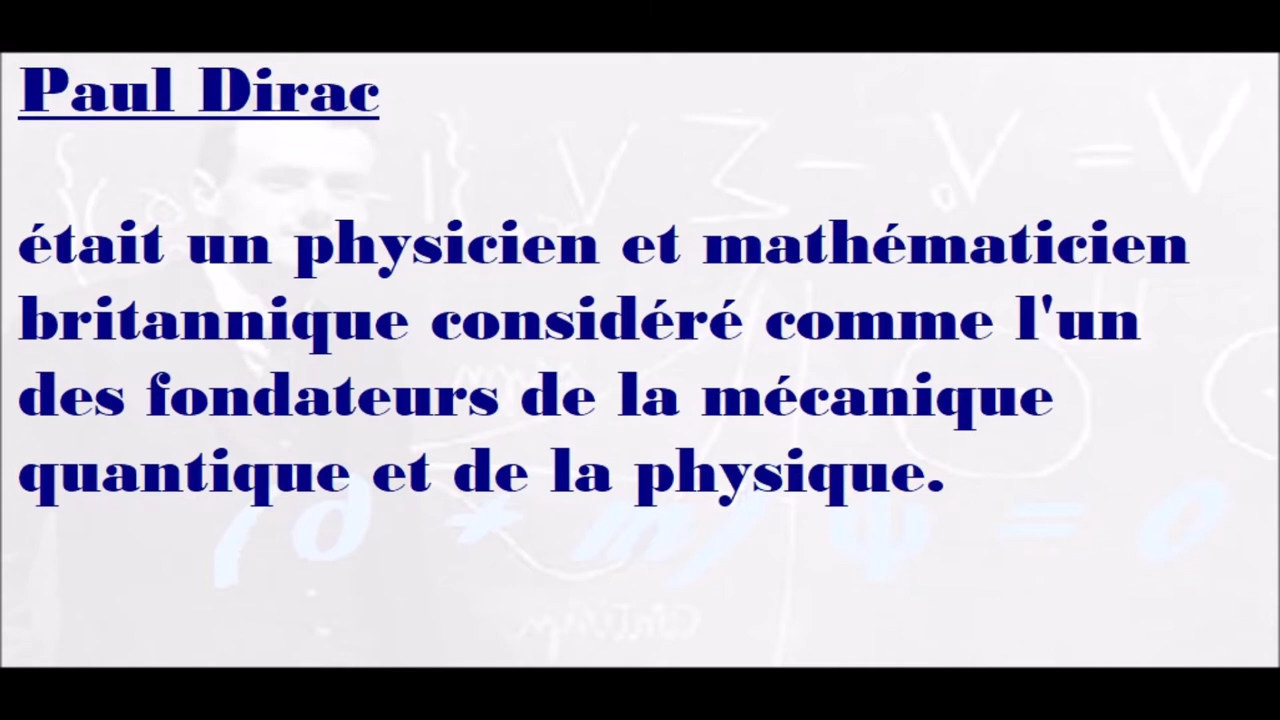 Paul Dirac
était un physicien et mathématicien
britannique considéré comme l'un
des fondateurs de la mécanique
quantique et de la physique.